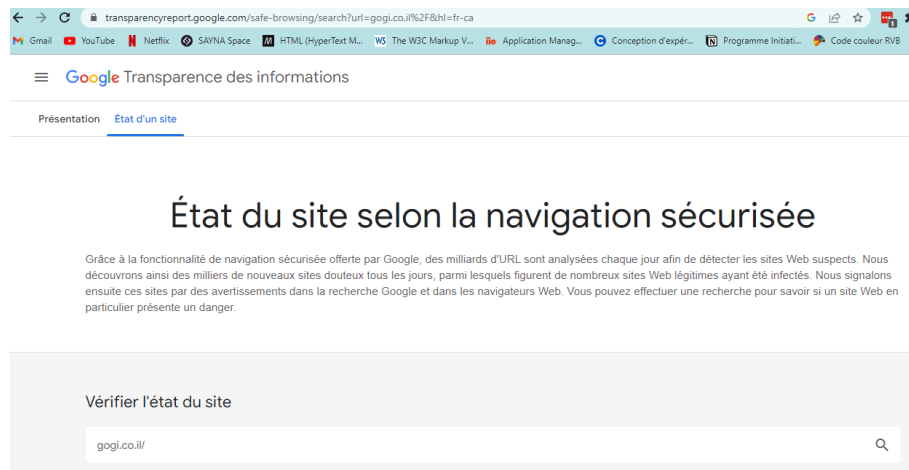 transparencyreport.google.com/safe-browsing/search?url=gogi.co.il%2F&hl=fr-ca
Gmail YouTube Netflix SAYNA Space HTML (HyperText M... The W3C Markup V... Application Manag... Conception d'expér... Programme Initiati... Code couleur RVB
Google Transparence des informations
Présentation État d'un site
État du site selon la navigation sécurisée
Grâce à la fonctionnalité de navigation sécurisée offerte par Google, des milliards d'URL sont analysées chaque jour afin de détecter les sites Web suspects. Nous
découvrons ainsi des milliers de nouveaux sites douteux tous les jours, parmi lesquels figurent de nombreux sites Web légitimes ayant été infectés. Nous signalons
ensuite ces sites par des avertissements dans la recherche Google et dans les navigateurs Web. Vous pouvez effectuer une recherche pour savoir si un site Web en
particulier présente un danger.
Vérifier l'état du site
gogi.co.il/